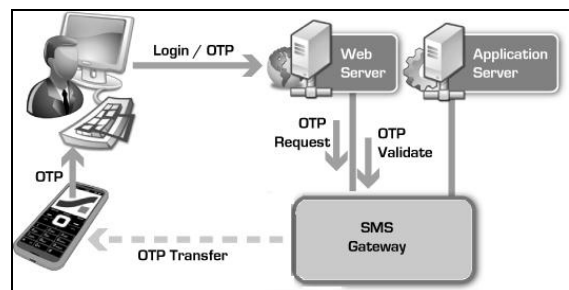 Login / OTP
Web
Server
Application
Server
OTP
Request
OTP
Validate
OTP
SMS
Gateway
OTP Transfer